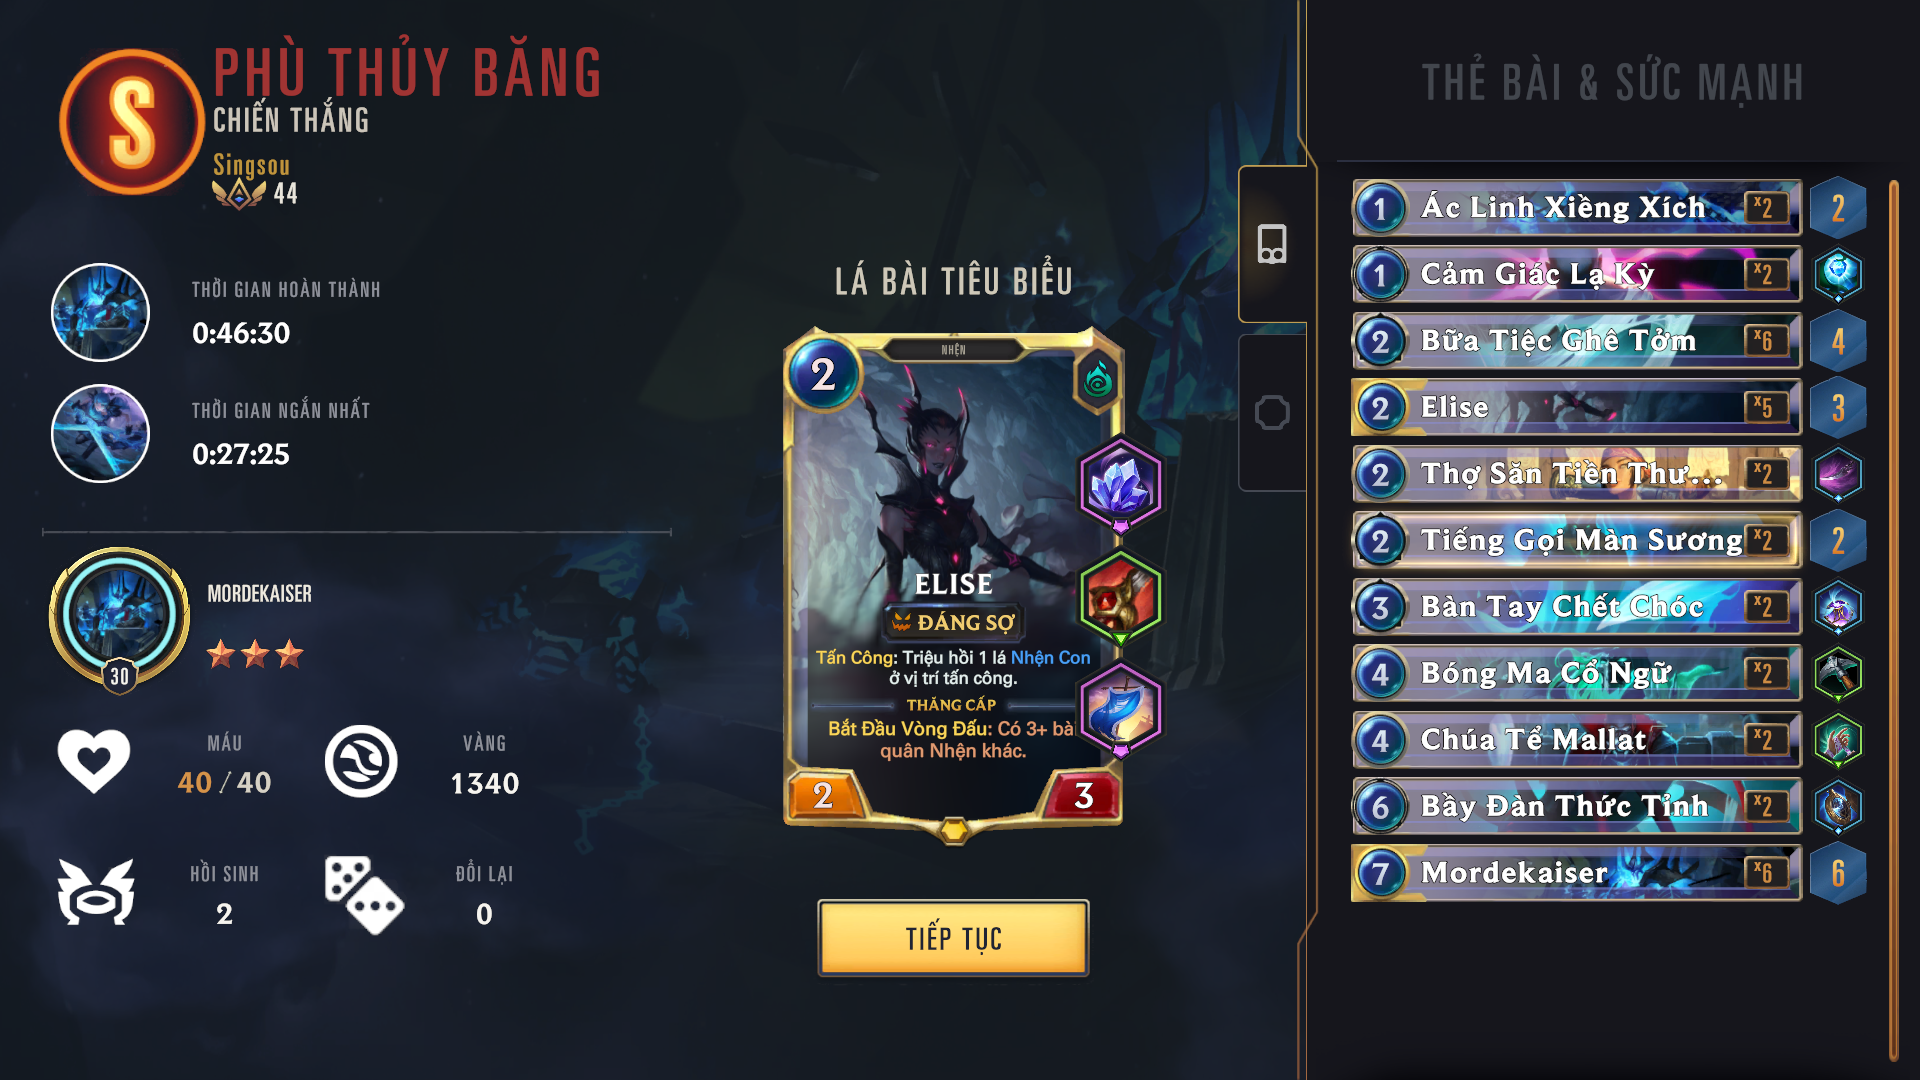 S
PHÙ THỦY BĂNG
CHIẾN THẮNG
Singsou
44
THỜI GIAN HOÀN THÀNH
0:46:30
THỜI GIAN NGẮN NHẤT
0:27:25
MORDEKAISER
30
MÁU
40 / 40
VÀNG
1340
HỒI SINH
2
ĐỔI LẠI
0
LÁ BÀI TIÊU BIỂU
NHỆN
2
ELISE
ĐÁNG SỢ
Tấn Công: Triệu hồi 1 lá Nhện Con
ở vị trí tấn công.
THĂNG CẤP
Bắt Đầu Vòng Đấu: Có 3+ bài
quân Nhện khác.
2
3
TIẾP TỤC
THẺ BÀI & SỨC MẠNH
1 Ác Linh Xiềng Xích x2 2
1 Cảm Giác Lạ Kỳ x2
2 Bữa Tiệc Ghê Tởm x6 4
2 Elise x5 3
2 Thợ Săn Tiền Thư... x2
2 Tiếng Gọi Màn Sương x2 2
3 Bàn Tay Chết Chóc x2
4 Bóng Ma Cổ Ngữ x2
4 Chúa Tể Mallat x2
6 Bầy Đàn Thức Tỉnh x2
7 Mordekaiser x6 6